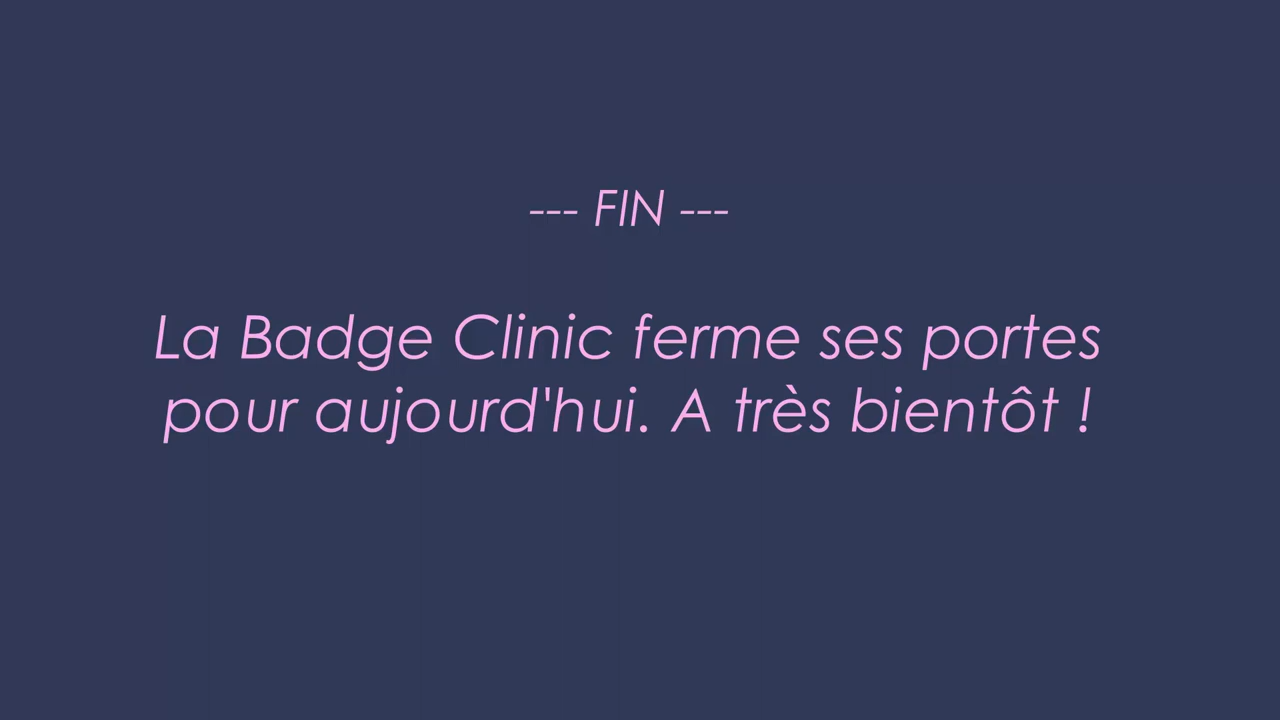 --- FIN ---
La Badge Clinic ferme ses portes
pour aujourd'hui. A très bientôt !